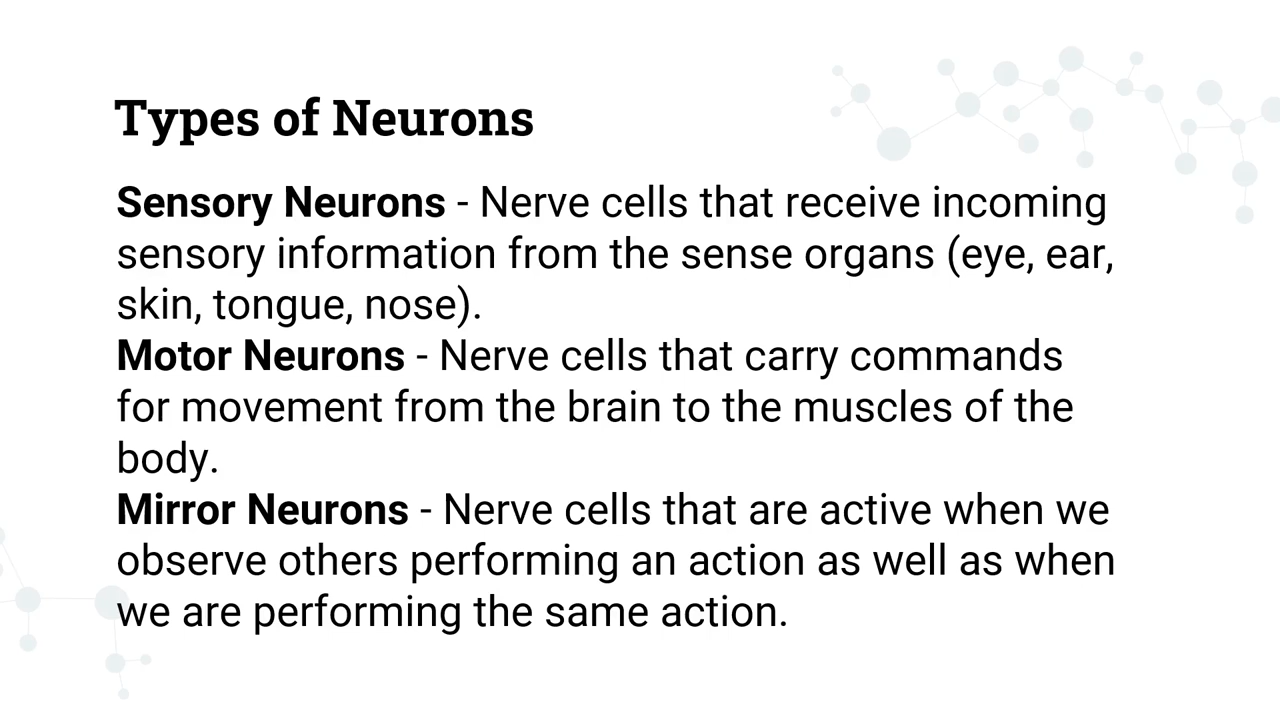 Types of Neurons
Sensory Neurons - Nerve cells that receive incoming
sensory information from the sense organs (eye, ear,
skin, tongue, nose).
Motor Neurons - Nerve cells that carry commands
for movement from the brain to the muscles of the
body.
Mirror Neurons - Nerve cells that are active when we
observe others performing an action as well as when
we are performing the same action.